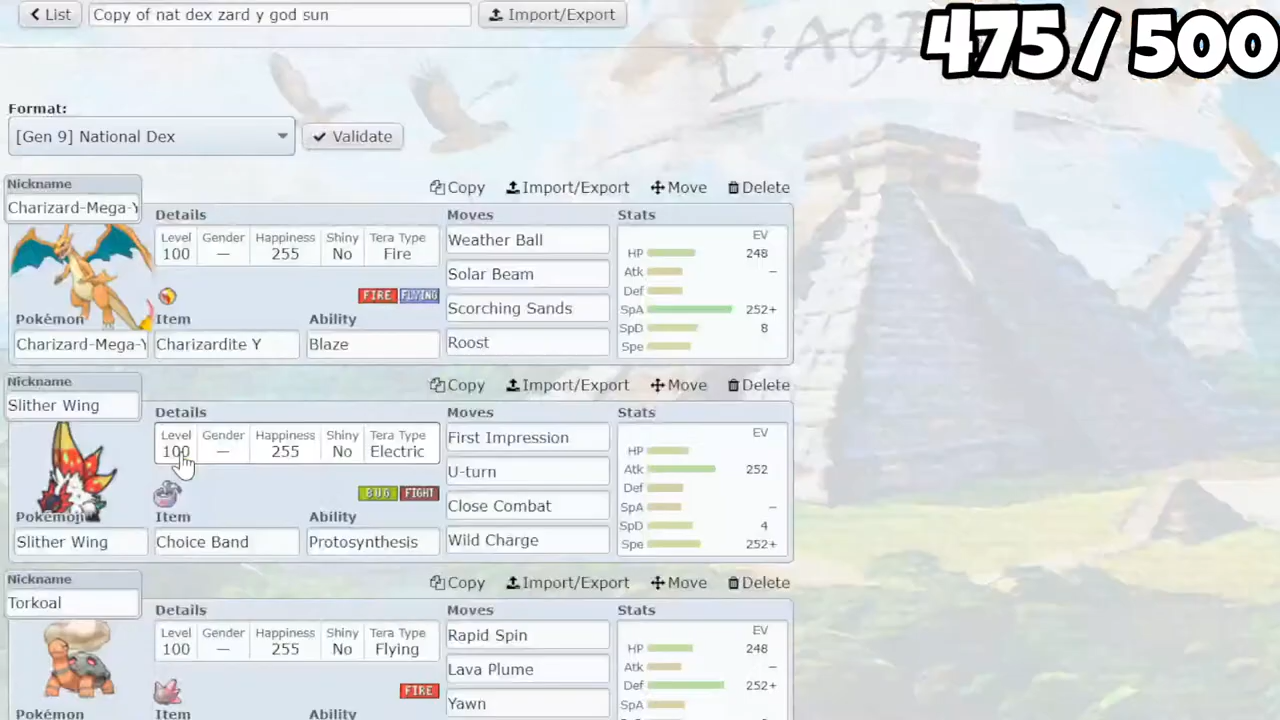 List
Copy of nat dex zard y god sun
Import/Export
475 / 500
L'AGE
Format:
[Gen 9] National Dex
Validate
Nickname
Charizard-Mega-Y
Copy Import/Export Move Delete
Details
Moves
Stats
Level Gender Happiness Shiny Tera Type
100 — 255 No Fire
FIRE FLYING
Pokémon Item Ability
Charizard-Mega-Y Charizardite Y Blaze
Weather Ball
Solar Beam
Scorching Sands
Roost
EV
HP 248
Atk –
Def
SpA 252+
SpD 8
Spe
Nickname
Slither Wing
Copy Import/Export Move Delete
Details
Moves
Stats
Level Gender Happiness Shiny Tera Type
100 — 255 No Electric
BUG FIGHT
Pokémon Item Ability
Slither Wing Choice Band Protosynthesis
First Impression
U-turn
Close Combat
Wild Charge
EV
HP
Atk 252
Def
SpA –
SpD 4
Spe 252+
Nickname
Torkoal
Copy Import/Export Move Delete
Details
Moves
Stats
Level Gender Happiness Shiny Tera Type
100 — 255 No Flying
FIRE
Pokémon Item Ability
Rapid Spin
Lava Plume
Yawn
EV
HP 248
Atk –
Def 252+
SpA